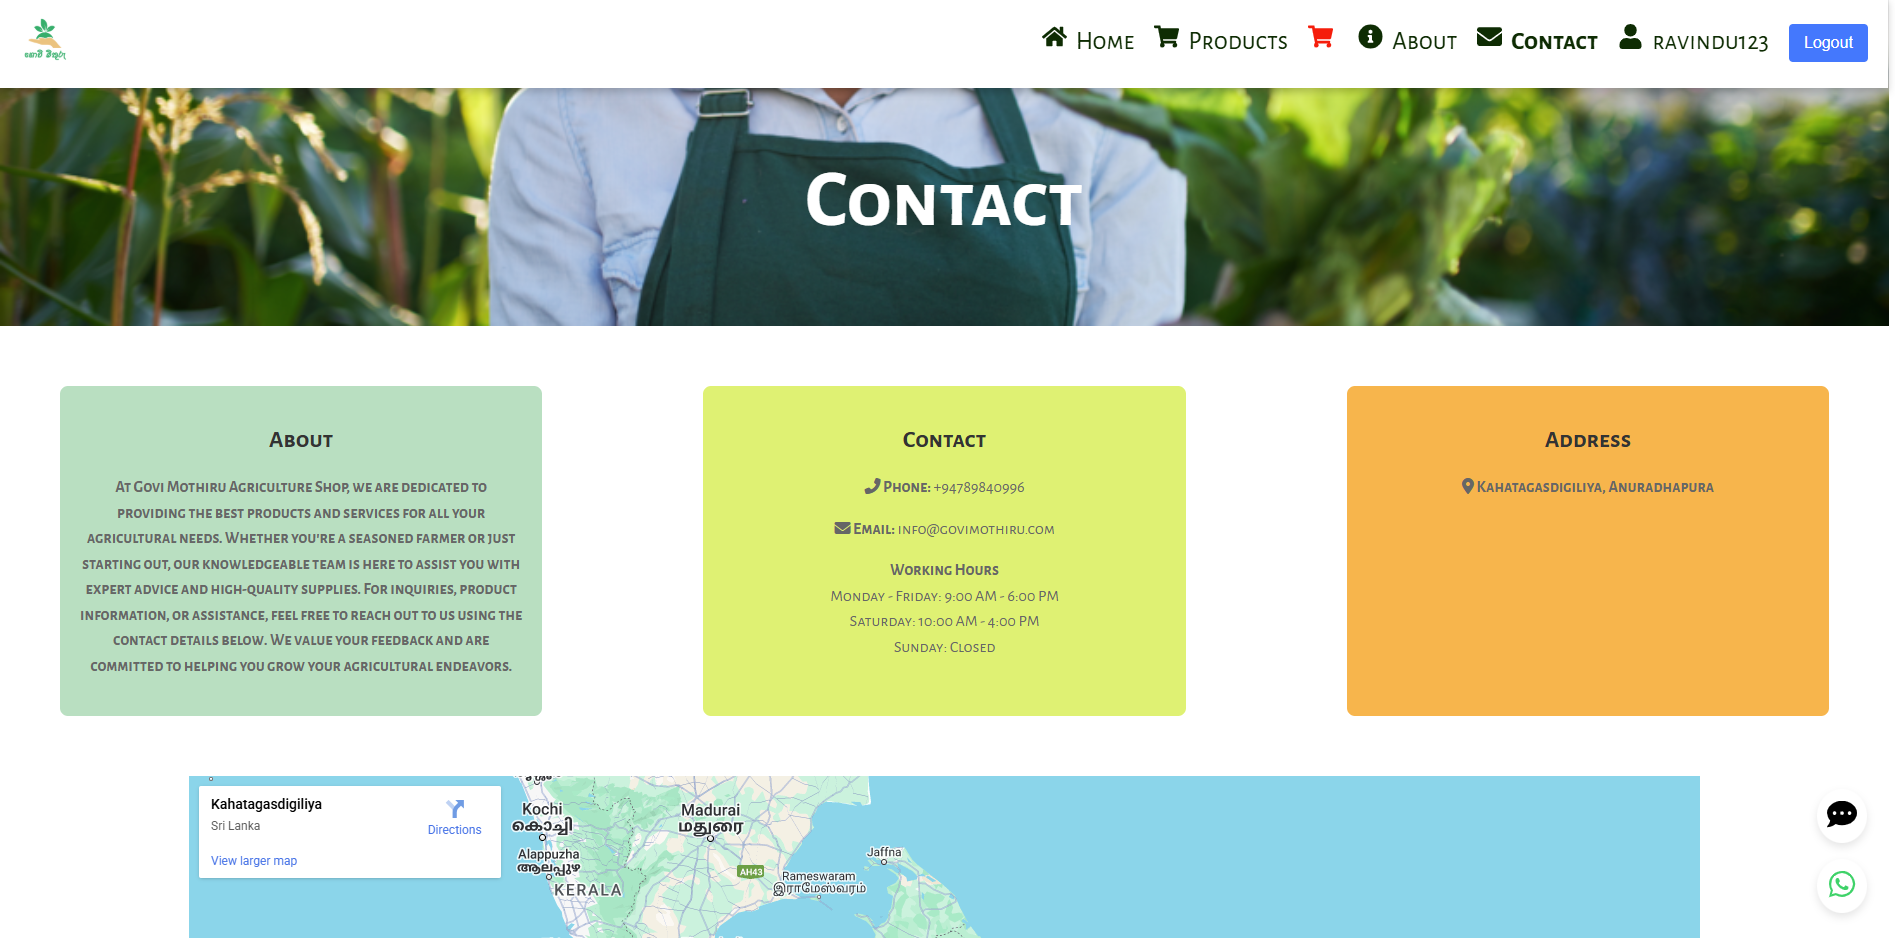 ගොවි මිතුරු
Home
Products
About
Contact
ravindu123
Logout
Contact
About
At Govi Mothiru Agriculture Shop, we are dedicated to
providing the best products and services for all your
agricultural needs. Whether you're a seasoned farmer or just
starting out, our knowledgeable team is here to assist you with
expert advice and high-quality supplies. For inquiries, product
information, or assistance, feel free to reach out to us using the
contact details below. We value your feedback and are
committed to helping you grow your agricultural endeavors.
Contact
Phone: +94789840996
Email: info@govimothiru.com
Working Hours
Monday - Friday: 9:00 AM - 6:00 PM
Saturday: 10:00 AM - 4:00 PM
Sunday: Closed
Address
Kahatagasdigiliya, Anuradhapura
Kahatagasdigiliya
Sri Lanka
Directions
View larger map
Kochi
കൊച്ചി
Madurai
மதுரை
Alappuzha
ആലപ്പുഴ
KERALA
AH43
Jaffna
Rameswaram
இராமேஸ்வரம்